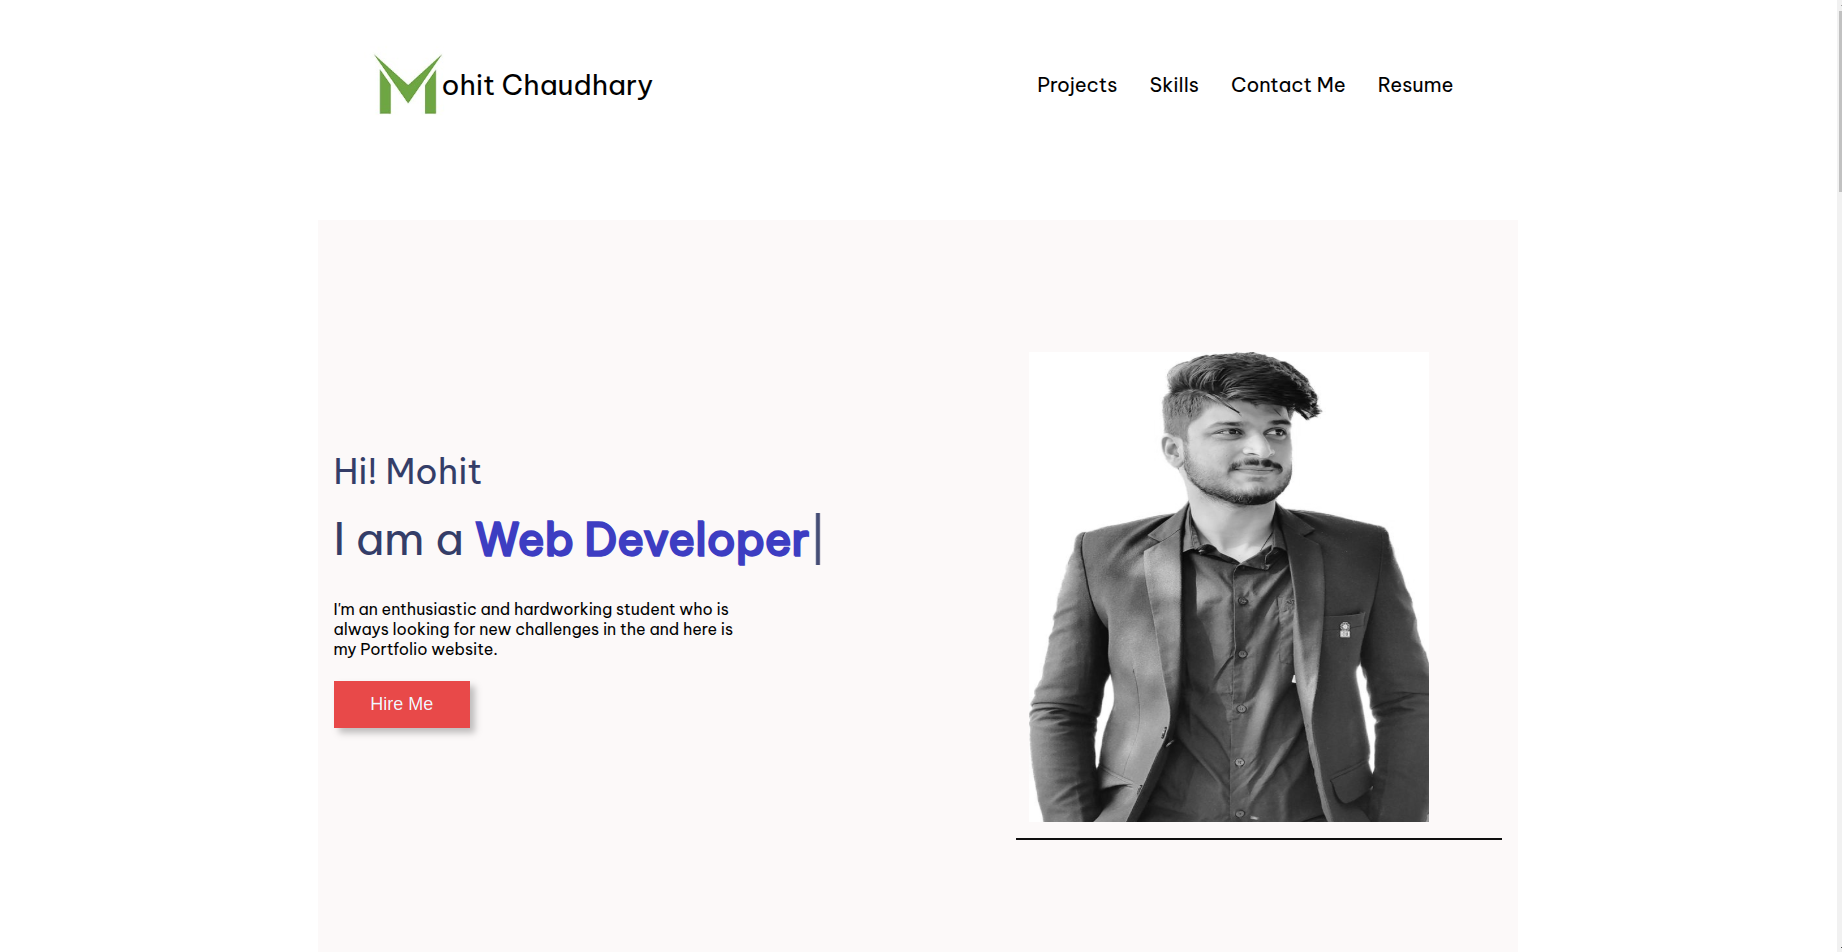 Mohit Chaudhary
Projects Skills Contact Me Resume
Hi! Mohit
I am a Web Developer|
I'm an enthusiastic and hardworking student who is
always looking for new challenges in the and here is
my Portfolio website.
Hire Me